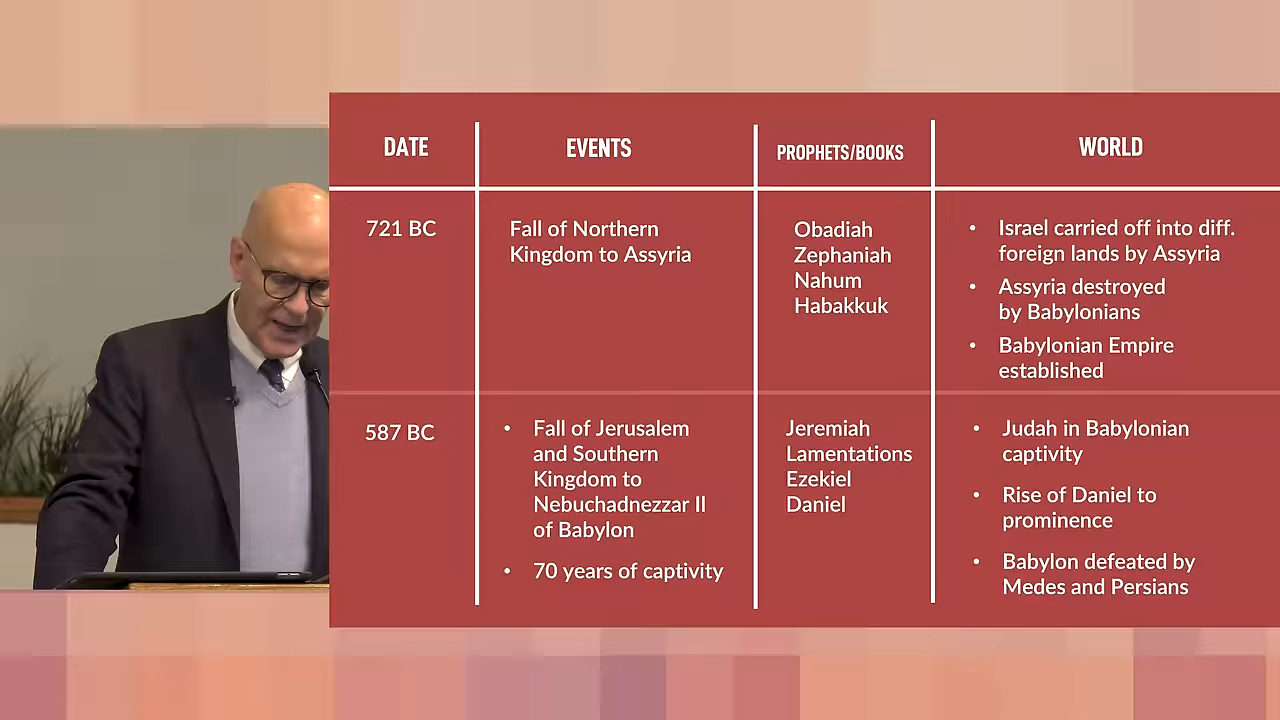 DATE EVENTS PROPHETS/BOOKS WORLD
721 BC
Fall of Northern
Kingdom to Assyria
Obadiah
Zephaniah
Nahum
Habakkuk
• Israel carried off into diff.
foreign lands by Assyria
• Assyria destroyed
by Babylonians
• Babylonian Empire
established
587 BC
• Fall of Jerusalem
and Southern
Kingdom to
Nebuchadnezzar II
of Babylon
• 70 years of captivity
Jeremiah
Lamentations
Ezekiel
Daniel
• Judah in Babylonian
captivity
• Rise of Daniel to
prominence
• Babylon defeated by
Medes and Persians